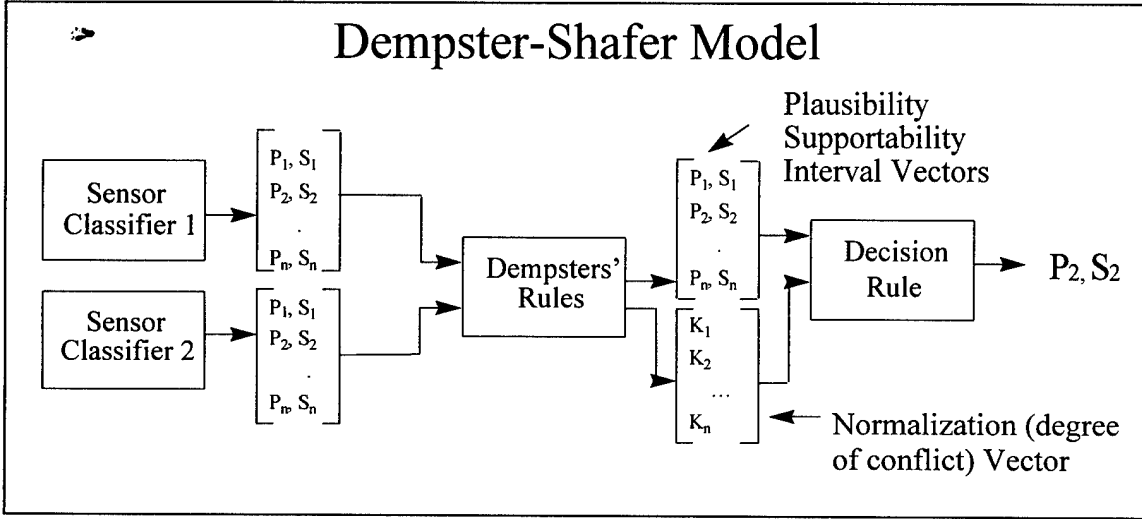 Dempster-Shafer Model
Sensor
Classifier 1
P1, S1
P2, S2
.
Pn, Sn
Sensor
Classifier 2
P1, S1
P2, S2
.
Pn, Sn
Dempsters’
Rules
Plausibility
Supportability
Interval Vectors
P1, S1
P2, S2
.
Pn, Sn
K1
K2
...
Kn
Normalization (degree
of conflict) Vector
Decision
Rule
P2, S2